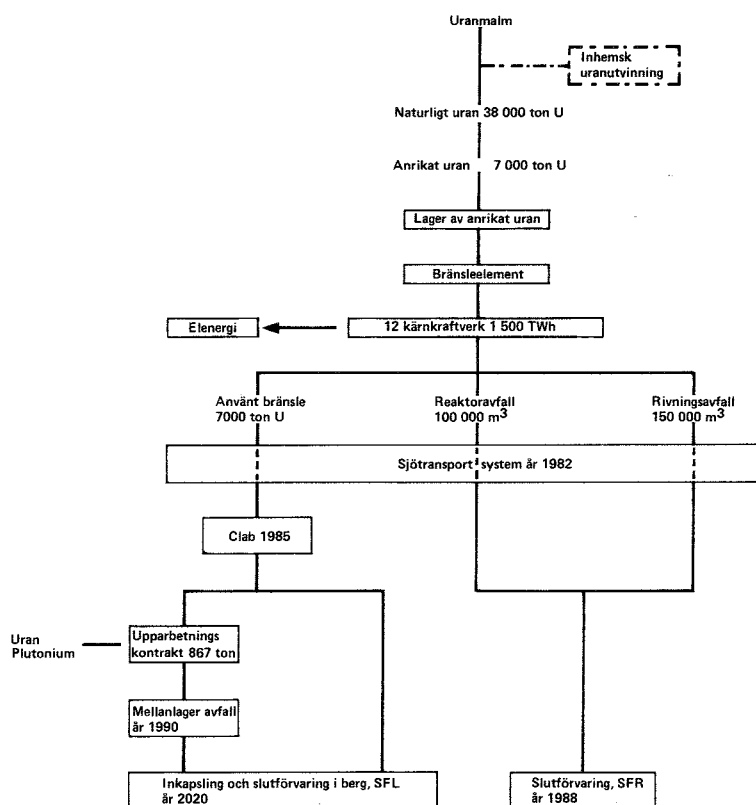 Uranmalm
Inhemsk
uranutvinning
Naturligt uran 38 000 ton U
Anrikat uran 7 000 ton U
Lager av anrikat uran
Bränsleelement
Elenergi
12 kärnkraftverk 1 500 TWh
Använt bränsle
7000 ton U
Reaktoravfall
100 000 m³
Rivningsavfall
150 000 m³
Sjötransport system år 1982
Clab 1985
Uran
Plutonium
Upparbetnings
kontrakt 867 ton
Mellanlager avfall
år 1990
Inkapsling och slutförvaring i berg, SFL
år 2020
Slutförvaring, SFR
år 1988